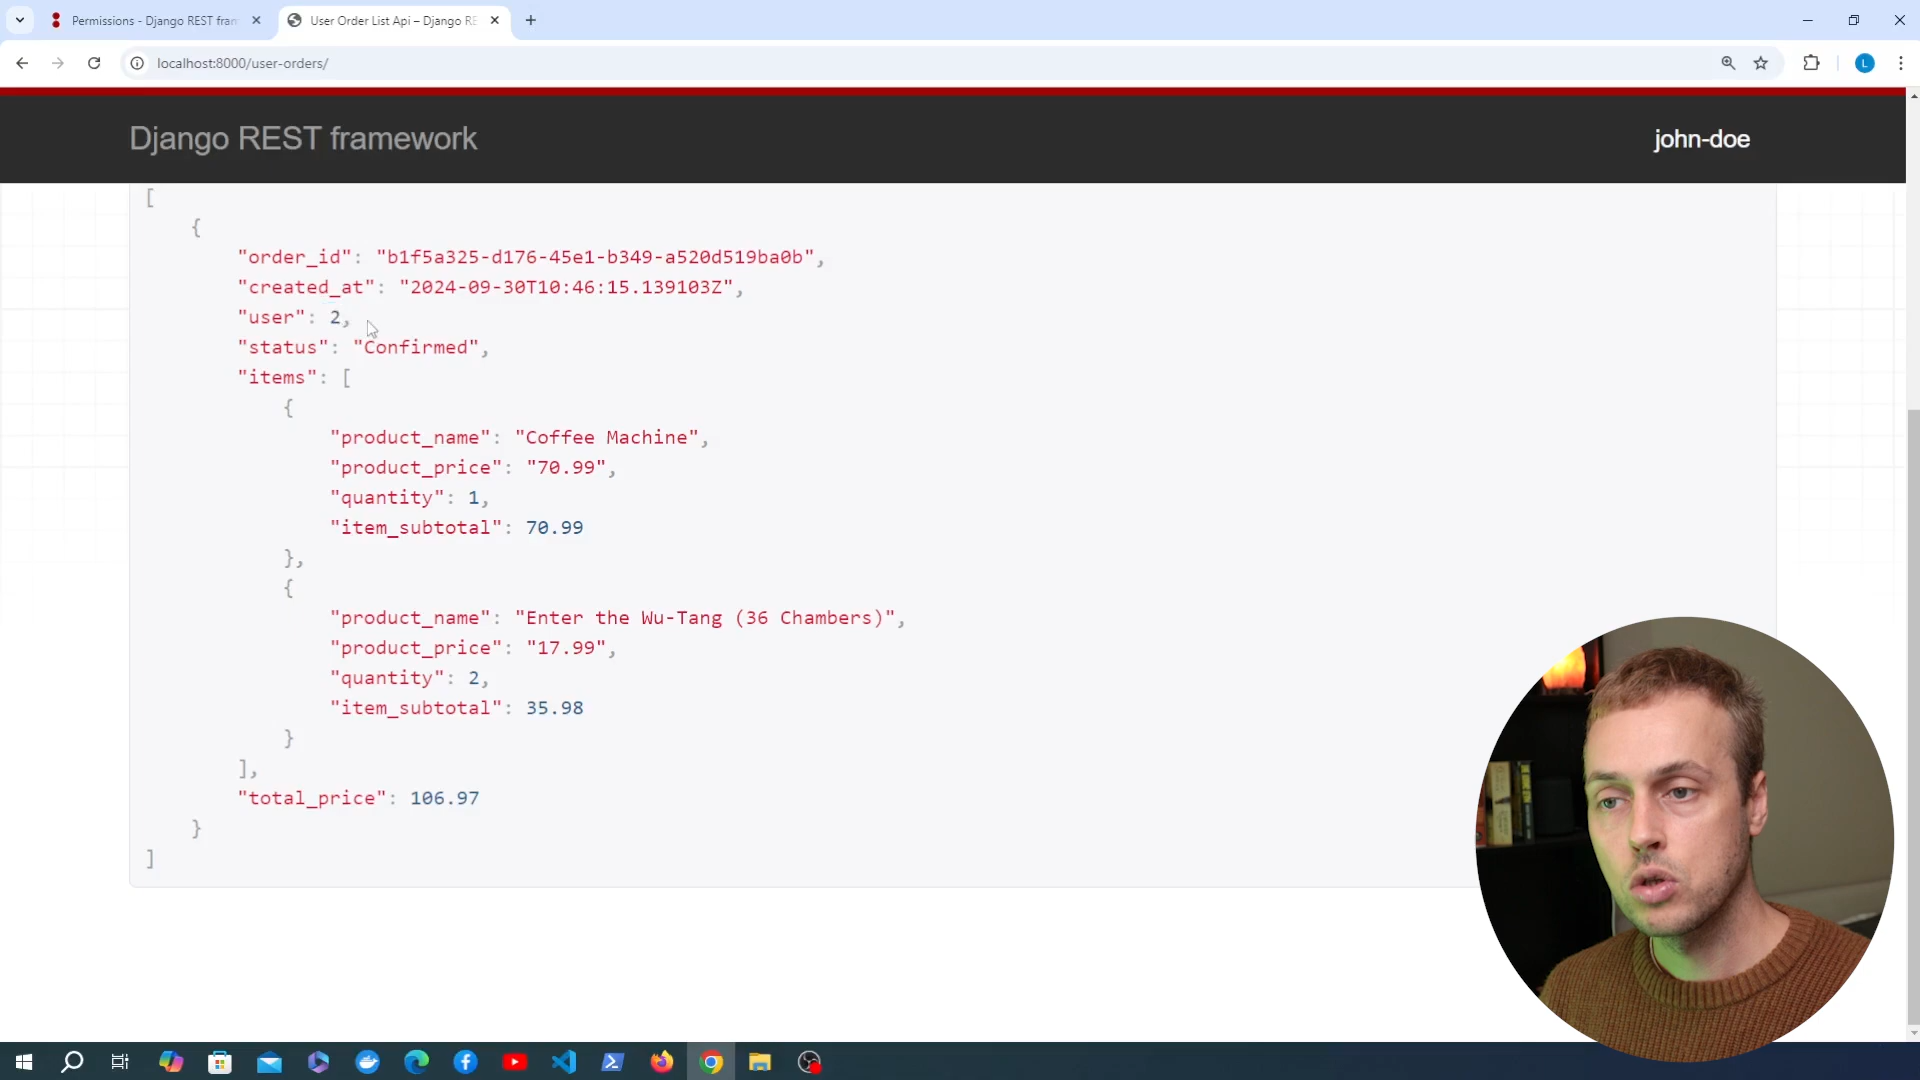 Permissions - Django REST fram
User Order List Api – Django RE
localhost:8000/user-orders/
L
Django REST framework
john-doe
[
{
"order_id": "b1f5a325-d176-45e1-b349-a520d519ba0b",
"created_at": "2024-09-30T10:46:15.139103Z",
"user": 2,
"status": "Confirmed",
"items": [
{
"product_name": "Coffee Machine",
"product_price": "70.99",
"quantity": 1,
"item_subtotal": 70.99
},
{
"product_name": "Enter the Wu-Tang (36 Chambers)",
"product_price": "17.99",
"quantity": 2,
"item_subtotal": 35.98
}
],
"total_price": 106.97
}
]